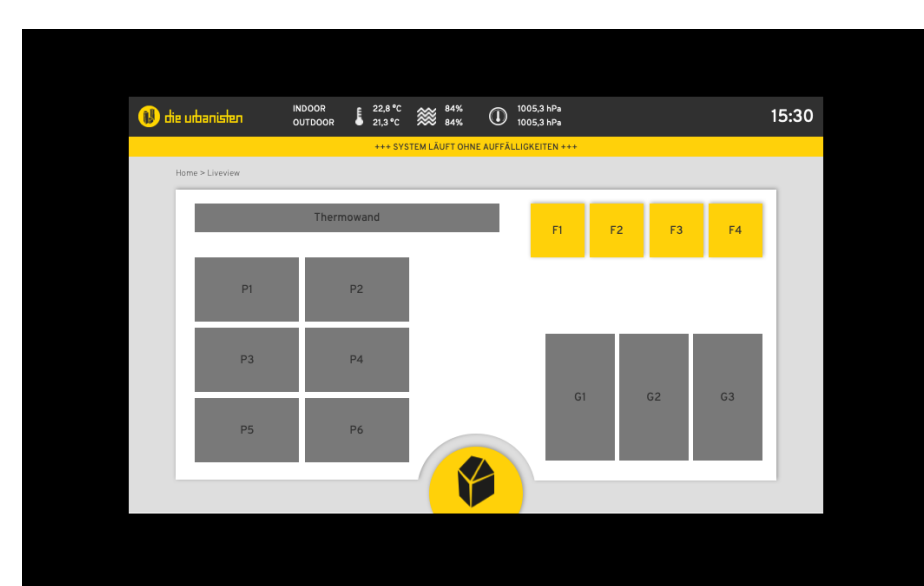 die urbanisten
INDOOR 22,8 °C 84% 1005,3 hPa
OUTDOOR 21,3 °C 84% 1005,3 hPa
15:30
+++ SYSTEM LÄUFT OHNE AUFFÄLLIGKEITEN +++
Home > Liveview
Thermowand
F1 F2 F3 F4
P1 P2
P3 P4
P5 P6
G1 G2 G3